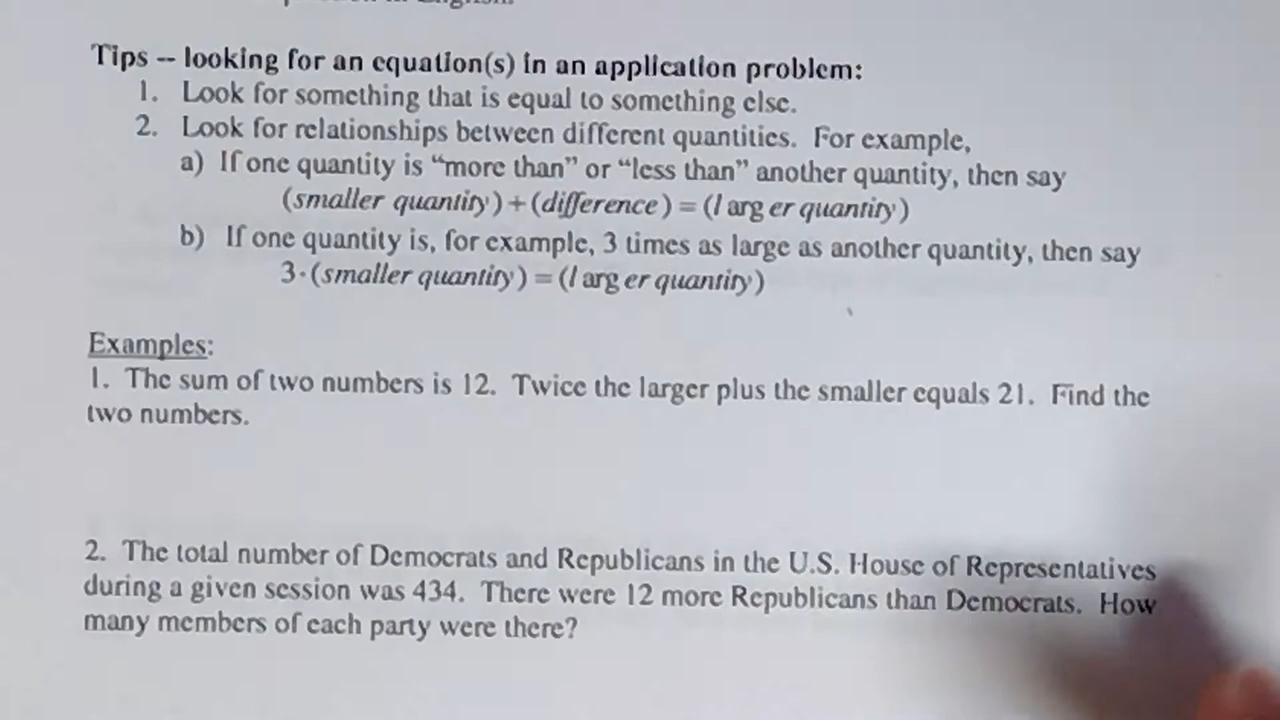 Tips -- looking for an equation(s) in an application problem:
1. Look for something that is equal to something else.
2. Look for relationships between different quantities. For example,
a) If one quantity is “more than” or “less than” another quantity, then say
(smaller quantity) + (difference) = (l arg er quantity)
b) If one quantity is, for example, 3 times as large as another quantity, then say
3·(smaller quantity) = (l arg er quantity)
Examples:
1. The sum of two numbers is 12. Twice the larger plus the smaller equals 21. Find the
two numbers.
2. The total number of Democrats and Republicans in the U.S. House of Representatives
during a given session was 434. There were 12 more Republicans than Democrats. How
many members of each party were there?